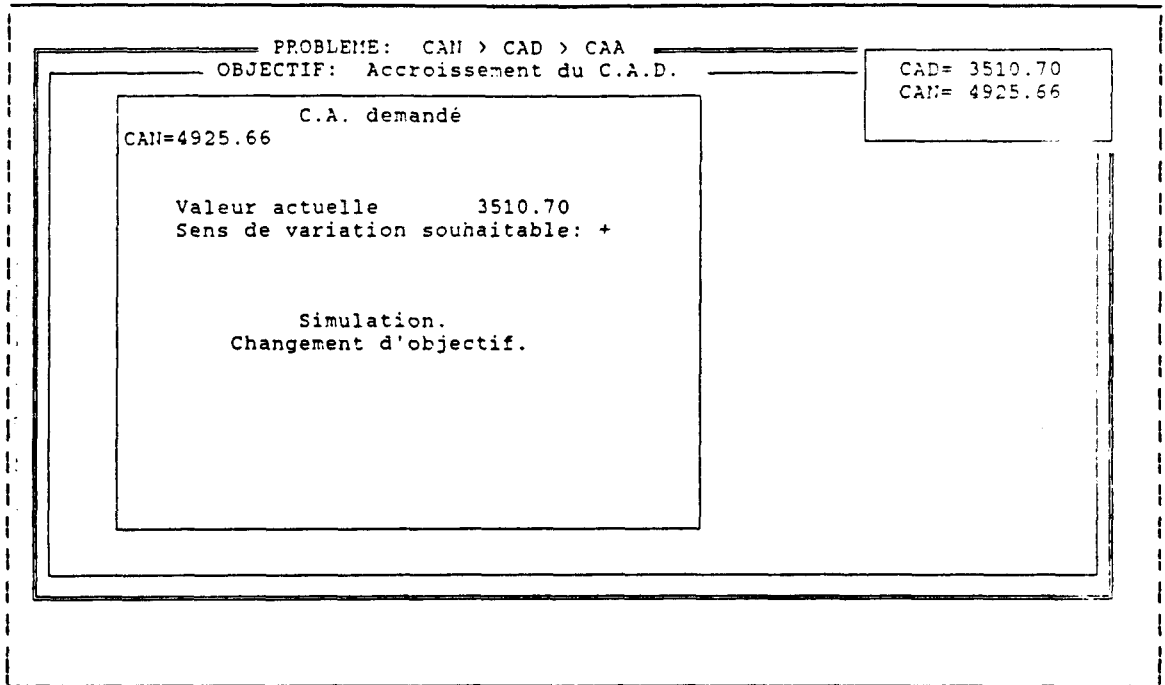 PROBLEME: CAN > CAD > CAA
OBJECTIF: Accroissement du C.A.D.
CAD= 3510.70
CAN= 4925.66
C.A. demandé
CAN=4925.66
Valeur actuelle 3510.70
Sens de variation souhaitable: +
Simulation.
Changement d'objectif.